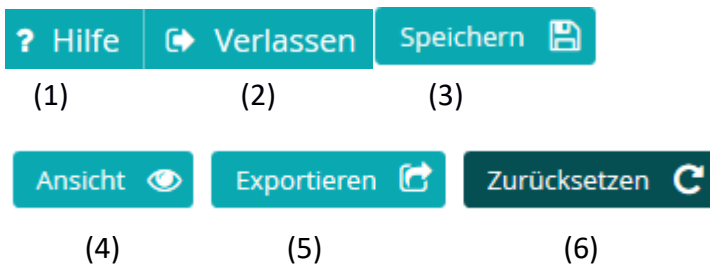 ? Hilfe Verlassen Speichern
(1) (2) (3)
Ansicht Exportieren Zurücksetzen
(4) (5) (6)